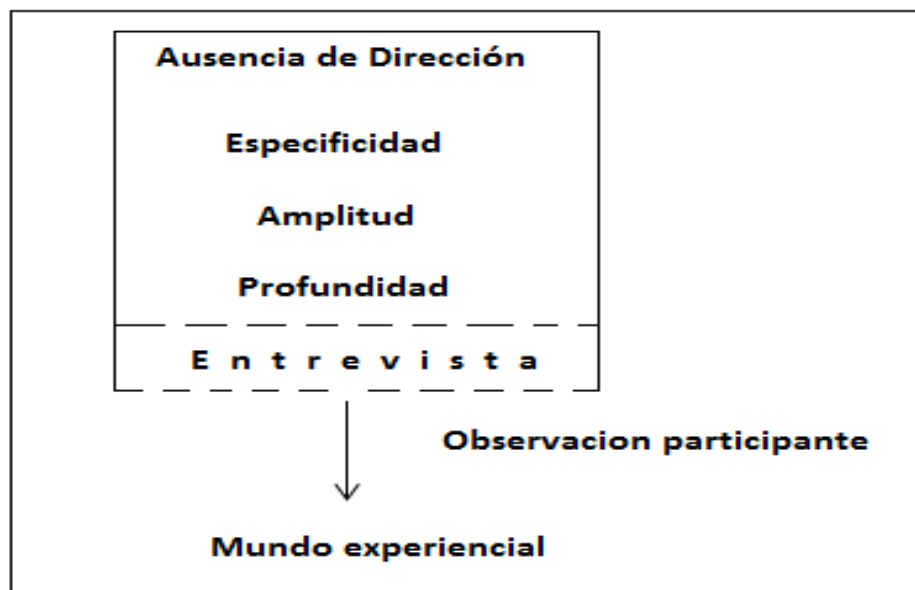 Ausencia de Dirección
Especificidad
Amplitud
Profundidad
E n t r e v i s t a
Observacion participante
Mundo experiencial